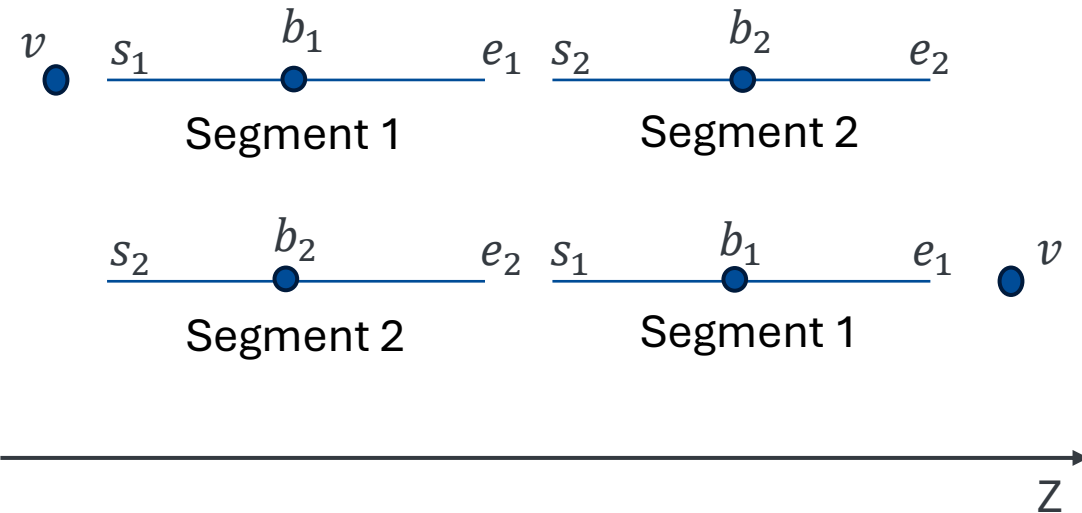 v s₁ b₁ e₁ s₂ b₂ e₂
Segment 1 Segment 2
s₂ b₂ e₂ s₁ b₁ e₁ v
Segment 2 Segment 1
Z